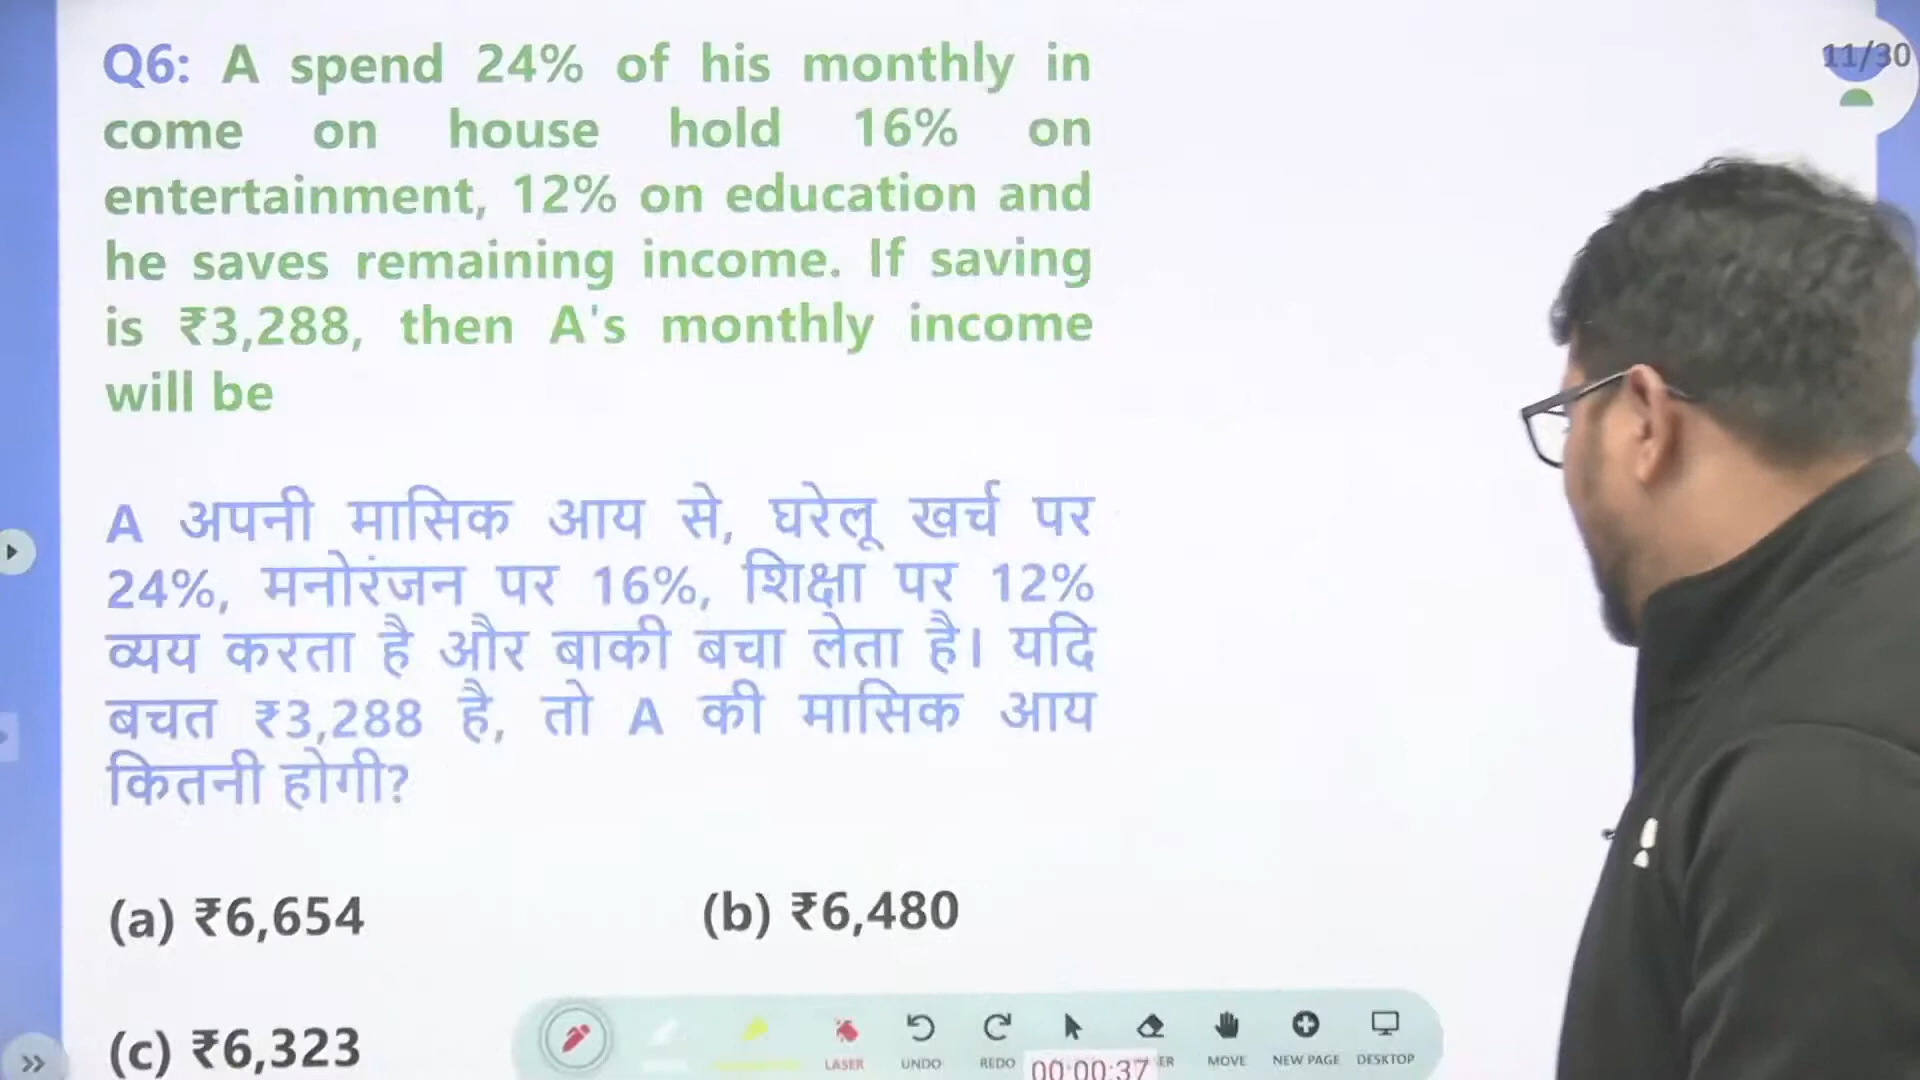 Q6: A spend 24% of his monthly in
come on house hold 16% on
entertainment, 12% on education and
he saves remaining income. If saving
is ₹3,288, then A's monthly income
will be
A अपनी मासिक आय से, घरेलू खर्च पर
24%, मनोरंजन पर 16%, शिक्षा पर 12%
व्यय करता है और बाकी बचा लेता है। यदि
बचत ₹3,288 है, तो A की मासिक आय
कितनी होगी?
(a) ₹6,654
(b) ₹6,480
(c) ₹6,323
11/30
LASER
UNDO
REDO
ER
MOVE
NEW PAGE
DESKTOP
00:00:37